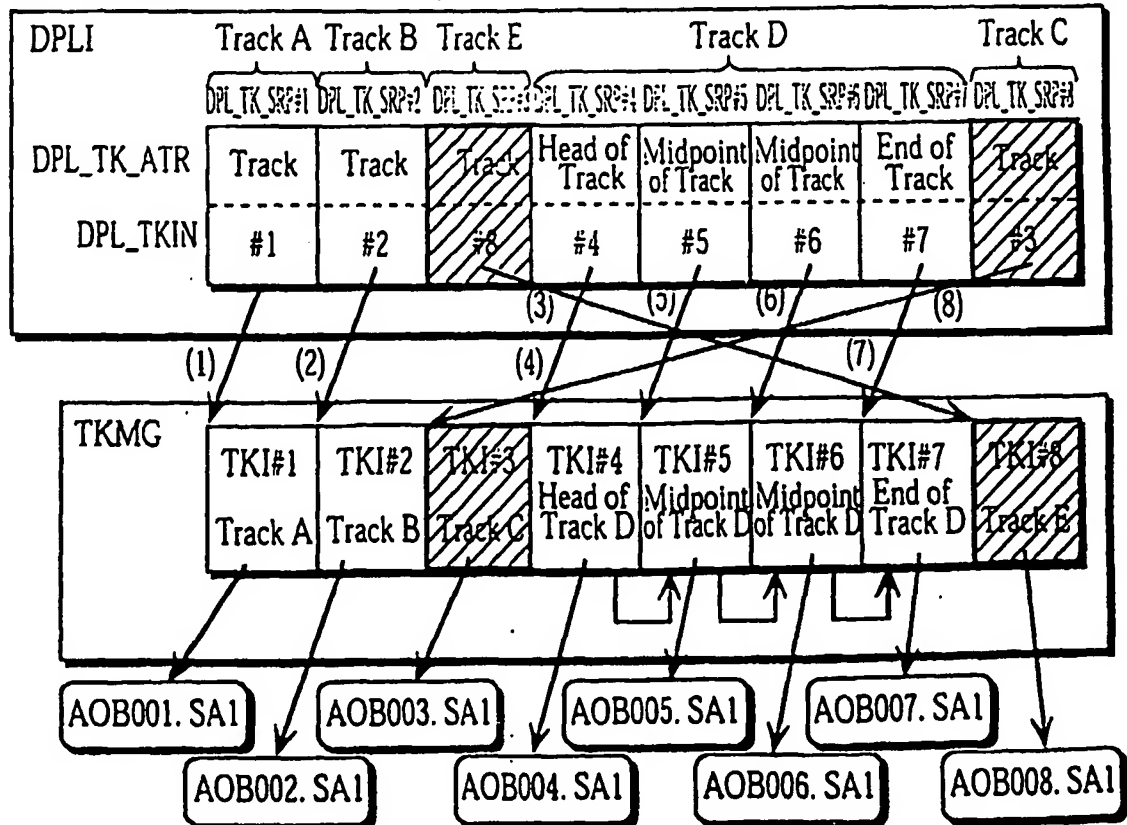 DPLI
Track A Track B Track E Track D Track C
DPL_TK_SRP#1 DPL_TK_SRP#2 DPL_TK_SRP#3 DPL_TK_SRP#4 DPL_TK_SRP#5 DPL_TK_SRP#6 DPL_TK_SRP#7 DPL_TK_SRP#8
DPL_TK_ATR
Track
Track
Track
Head of
Track
Midpoint
of Track
Midpoint
of Track
End of
Track
Track
DPL_TKIN
#1 #2 #8 #4 #5 #6 #7 #3
(3) (5) (6) (8)
(1) (2) (4) (7)
TKMG
TKI#1
Track A
TKI#2
Track B
TKI#3
Track C
TKI#4
Head of
Track D
TKI#5
Midpoint
of Track D
TKI#6
Midpoint
of Track D
TKI#7
End of
Track D
TKI#8
Track E
AOB001. SA1 AOB003. SA1 AOB005. SA1 AOB007. SA1
AOB002. SA1 AOB004. SA1 AOB006. SA1 AOB008. SA1